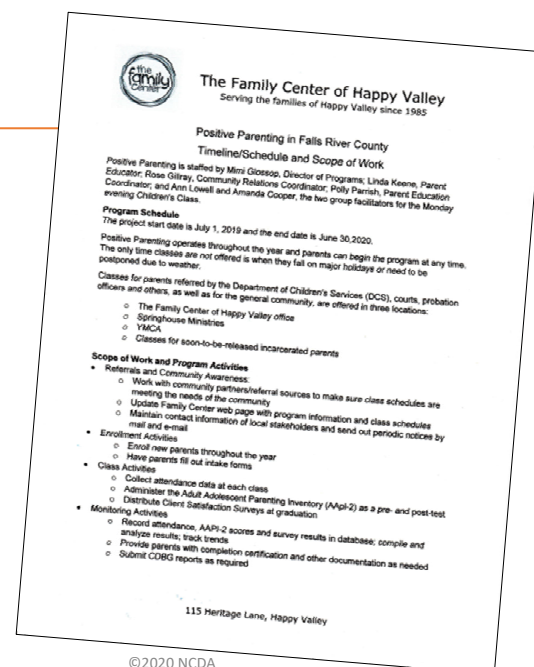 the
family
center
The Family Center of Happy Valley
Serving the families of Happy Valley since 1985
Positive Parenting in Falls River County
Timeline/Schedule and Scope of Work
Positive Parenting is staffed by Mimi Glossop, Director of Programs; Linda Keene, Parent
Educator; Rose Gilray, Community Relations Coordinator; Polly Parrish, Parent Education
Coordinator; and Ann Lowell and Amanda Cooper, the two group facilitators for the Monday
evening Children's Class.
Program Schedule
The project start date is July 1, 2019 and the end date is June 30,2020.
Positive Parenting operates throughout the year and parents can begin the program at any time.
The only time classes are not offered is when they fall on major holidays or need to be
postponed due to weather.
Classes for parents referred by the Department of Children's Services (DCS), courts, probation
officers and others, as well as for the general community, are offered in three locations:
o The Family Center of Happy Valley office
o Springhouse Ministries
o YMCA
o Classes for soon-to-be-released incarcerated parents
Scope of Work and Program Activities
• Referrals and Community Awareness:
o Work with community partners/referral sources to make sure class schedules are
meeting the needs of the community
o Update Family Center web page with program information and class schedules
o Maintain contact information of local stakeholders and send out periodic notices by
mail and e-mail
• Enrollment Activities
o Enroll new parents throughout the year
o Have parents fill out intake forms
• Class Activities
o Collect attendance data at each class
o Administer the Adult Adolescent Parenting Inventory (AApI-2) as a pre- and post-test
o Distribute Client Satisfaction Surveys at graduation
• Monitoring Activities
o Record attendance, AAPI-2 scores and survey results in database; compile and
analyze results; track trends
o Provide parents with completion certification and other documentation as needed
o Submit CDBG reports as required
115 Heritage Lane, Happy Valley
©2020 NCDA